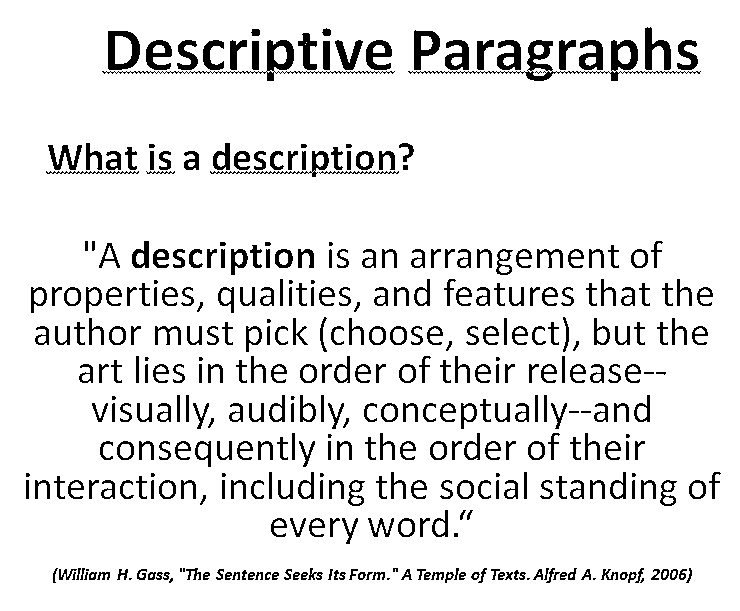 Descriptive Paragraphs
What is a description?
"A description is an arrangement of
properties, qualities, and features that the
author must pick (choose, select), but the
art lies in the order of their release--
visually, audibly, conceptually--and
consequently in the order of their
interaction, including the social standing of
every word.“
(William H. Gass, "The Sentence Seeks Its Form." A Temple of Texts. Alfred A. Knopf, 2006)